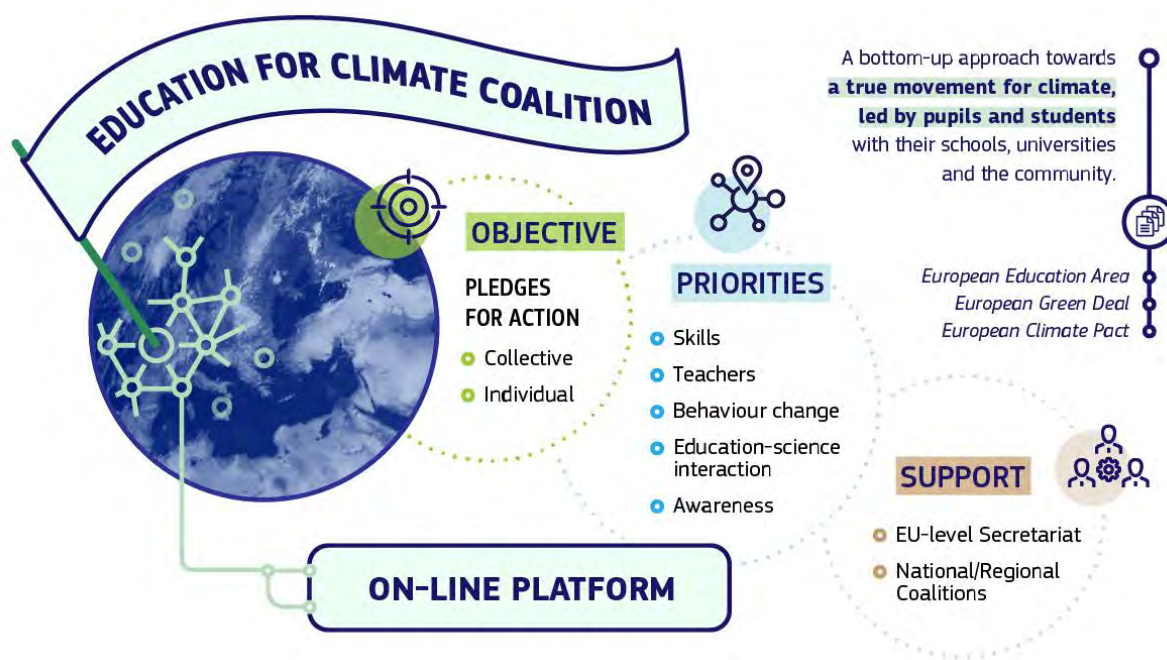 EDUCATION FOR CLIMATE COALITION
A bottom-up approach towards
a true movement for climate,
led by pupils and students
with their schools, universities
and the community.
European Education Area
European Green Deal
European Climate Pact
OBJECTIVE
PLEDGES
FOR ACTION
Collective
Individual
PRIORITIES
Skills
Teachers
Behaviour change
Education-science
interaction
Awareness
SUPPORT
EU-level Secretariat
National/Regional
Coalitions
ON-LINE PLATFORM